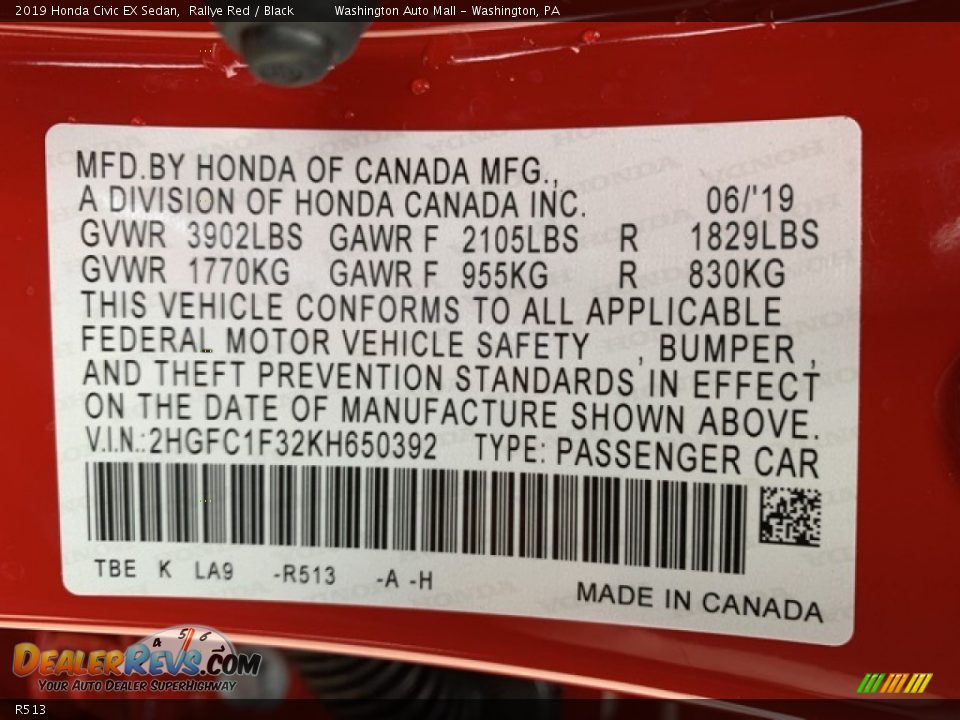 2019 Honda Civic EX Sedan, Rallye Red / Black Washington Auto Mall - Washington, PA
MFD.BY HONDA OF CANADA MFG.,
A DIVISION OF HONDA CANADA INC. 06/'19
GVWR 3902LBS GAWR F 2105LBS R 1829LBS
GVWR 1770KG GAWR F 955KG R 830KG
THIS VEHICLE CONFORMS TO ALL APPLICABLE
FEDERAL MOTOR VEHICLE SAFETY , BUMPER ,
AND THEFT PREVENTION STANDARDS IN EFFECT
ON THE DATE OF MANUFACTURE SHOWN ABOVE.
V.I.N.:2HGFC1F32KH650392 TYPE: PASSENGER CAR
TBE K LA9 -R513 -A -H
MADE IN CANADA
4 5 6
DEALERREVS.COM
YOUR AUTO DEALER SUPERHIGHWAY
R513